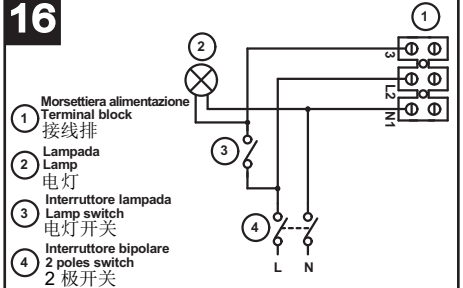 16
1
2
3
L2
N1
3
4
L
N
1
Morsettiera alimentazione
Terminal block
接线排
2
Lampada
Lamp
电灯
3
Interruttore lampada
Lamp switch
电灯开关
4
Interruttore bipolare
2 poles switch
2 极开关